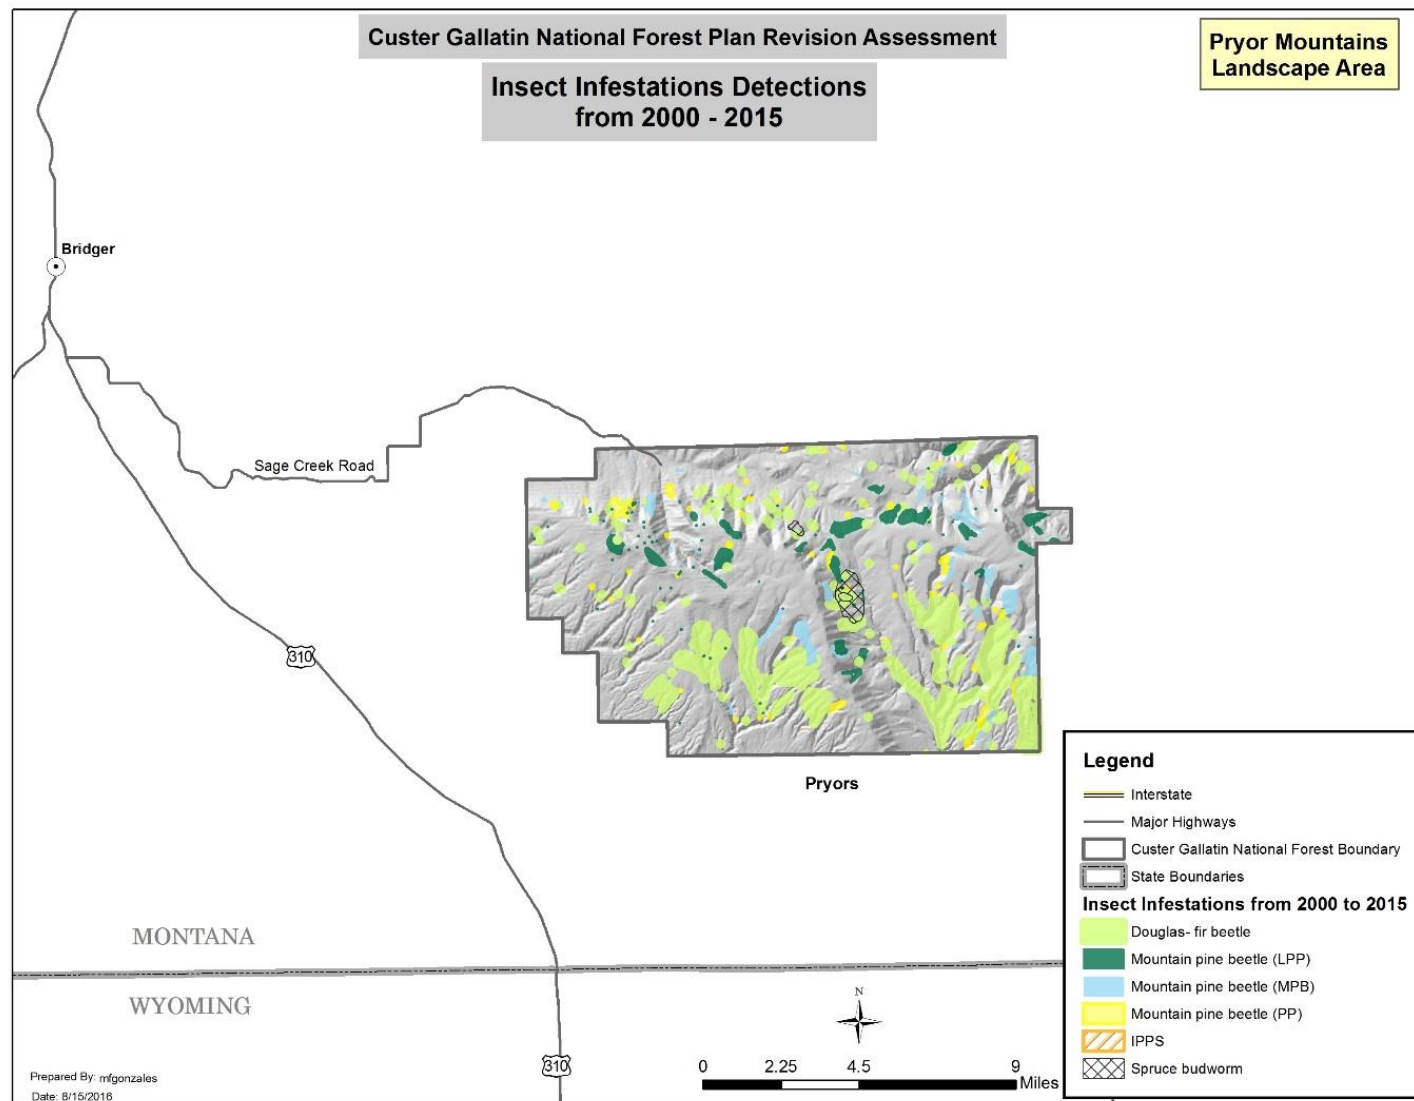 Custer Gallatin National Forest Plan Revision Assessment
Insect Infestations Detections
from 2000 - 2015
Pryor Mountains
Landscape Area
Bridger
Sage Creek Road
310
Pryors
Legend
Interstate
Major Highways
Custer Gallatin National Forest Boundary
State Boundaries
Insect Infestations from 2000 to 2015
Douglas- fir beetle
Mountain pine beetle (LPP)
Mountain pine beetle (MPB)
Mountain pine beetle (PP)
IPPS
Spruce budworm
MONTANA
WYOMING
N
310
0 2.25 4.5 9
Miles
Prepared By: mfgonzales
Date: 8/15/2016